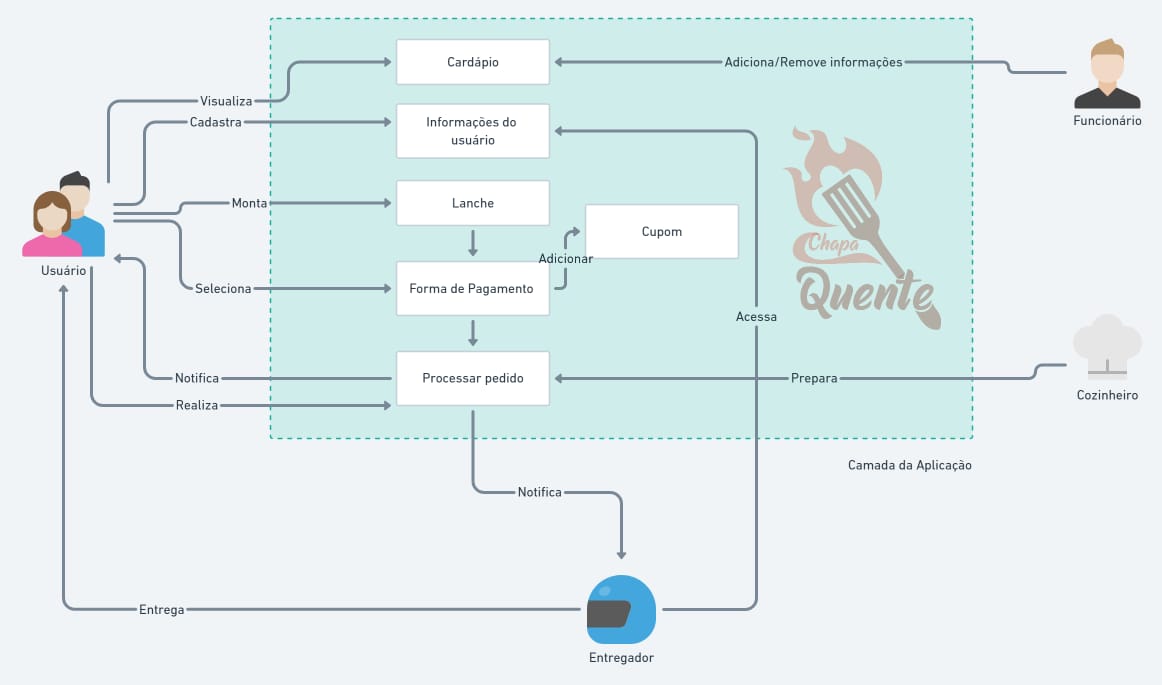 Cardápio
Adiciona/Remove informações
Visualiza
Funcionário
Cadastra
Informações do
usuário
Monta
Lanche
Cupom
Chapa
Quente
Adicionar
Usuário
Seleciona
Forma de Pagamento
Acessa
Notifica
Processar pedido
Prepara
Cozinheiro
Realiza
Camada da Aplicação
Notifica
Entrega
Entregador